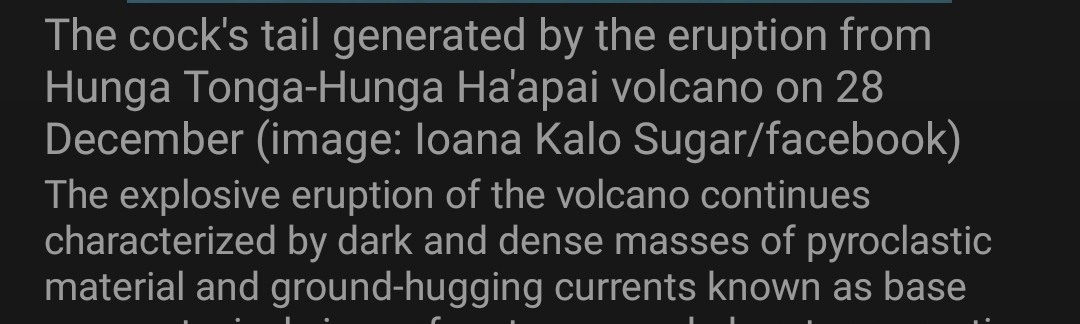 The cock's tail generated by the eruption from
Hunga Tonga-Hunga Ha'apai volcano on 28
December (image: Ioana Kalo Sugar/facebook)
The explosive eruption of the volcano continues
characterized by dark and dense masses of pyroclastic
material and ground-hugging currents known as base